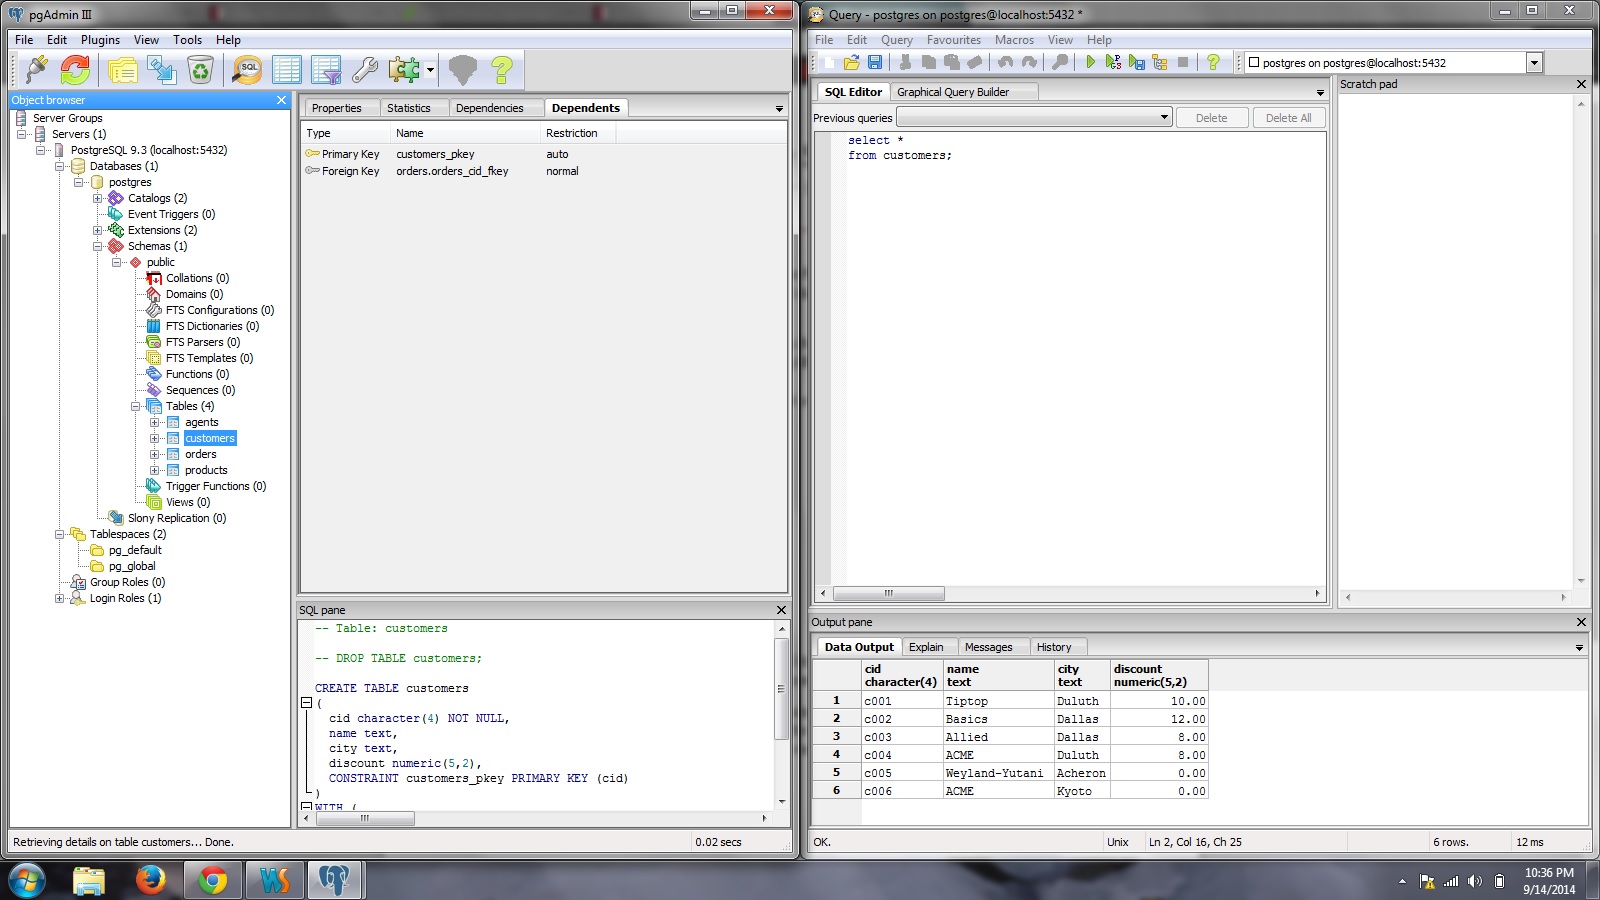 pgAdmin III
File Edit Plugins View Tools Help
SQL
Object browser
Server Groups
Servers (1)
PostgreSQL 9.3 (localhost:5432)
Databases (1)
postgres
Catalogs (2)
Event Triggers (0)
Extensions (2)
Schemas (1)
public
Collations (0)
Domains (0)
FTS Configurations (0)
FTS Dictionaries (0)
FTS Parsers (0)
FTS Templates (0)
Functions (0)
Sequences (0)
Tables (4)
agents
customers
orders
products
Trigger Functions (0)
Views (0)
Slony Replication (0)
Tablespaces (2)
pg_default
pg_global
Group Roles (0)
Login Roles (1)
Properties Statistics Dependencies Dependents
Type Name Restriction
Primary Key customers_pkey auto
Foreign Key orders.orders_cid_fkey normal
SQL pane
-- Table: customers
-- DROP TABLE customers;
CREATE TABLE customers
(
cid character(4) NOT NULL,
name text,
city text,
discount numeric(5,2),
CONSTRAINT customers_pkey PRIMARY KEY (cid)
)
WITH (
Retrieving details on table customers... Done. 0.02 secs
Query - postgres on postgres@localhost:5432 *
File Edit Query Favourites Macros View Help
postgres on postgres@localhost:5432
SQL Editor Graphical Query Builder
Previous queries Delete Delete All
select *
from customers;
Scratch pad
Output pane
Data Output Explain Messages History
cid name city discount
character(4) text text numeric(5,2)
1 c001 Tiptop Duluth 10.00
2 c002 Basics Dallas 12.00
3 c003 Allied Dallas 8.00
4 c004 ACME Duluth 8.00
5 c005 Weyland-Yutani Acheron 0.00
6 c006 ACME Kyoto 0.00
OK. Unix Ln 2, Col 16, Ch 25 6 rows. 12 ms
10:36 PM
9/14/2014